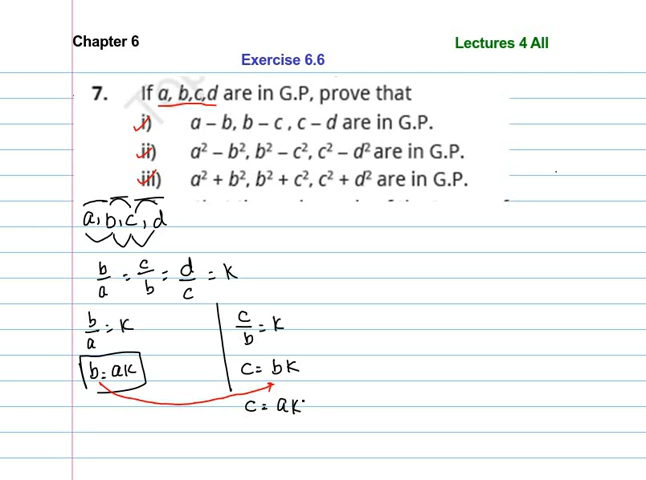 Chapter 6
Lectures 4 All
Exercise 6.6
7. If a, b,c,d are in G.P, prove that
i) a – b, b – c , c – d are in G.P.
ii) a² – b², b² – c², c² – d² are in G.P.
iii) a² + b², b² + c², c² + d² are in G.P.
a, b, c, d
b/a = c/b = d/c = K
b/a = K
c/b = K
b = aK
c = bK
c = aK